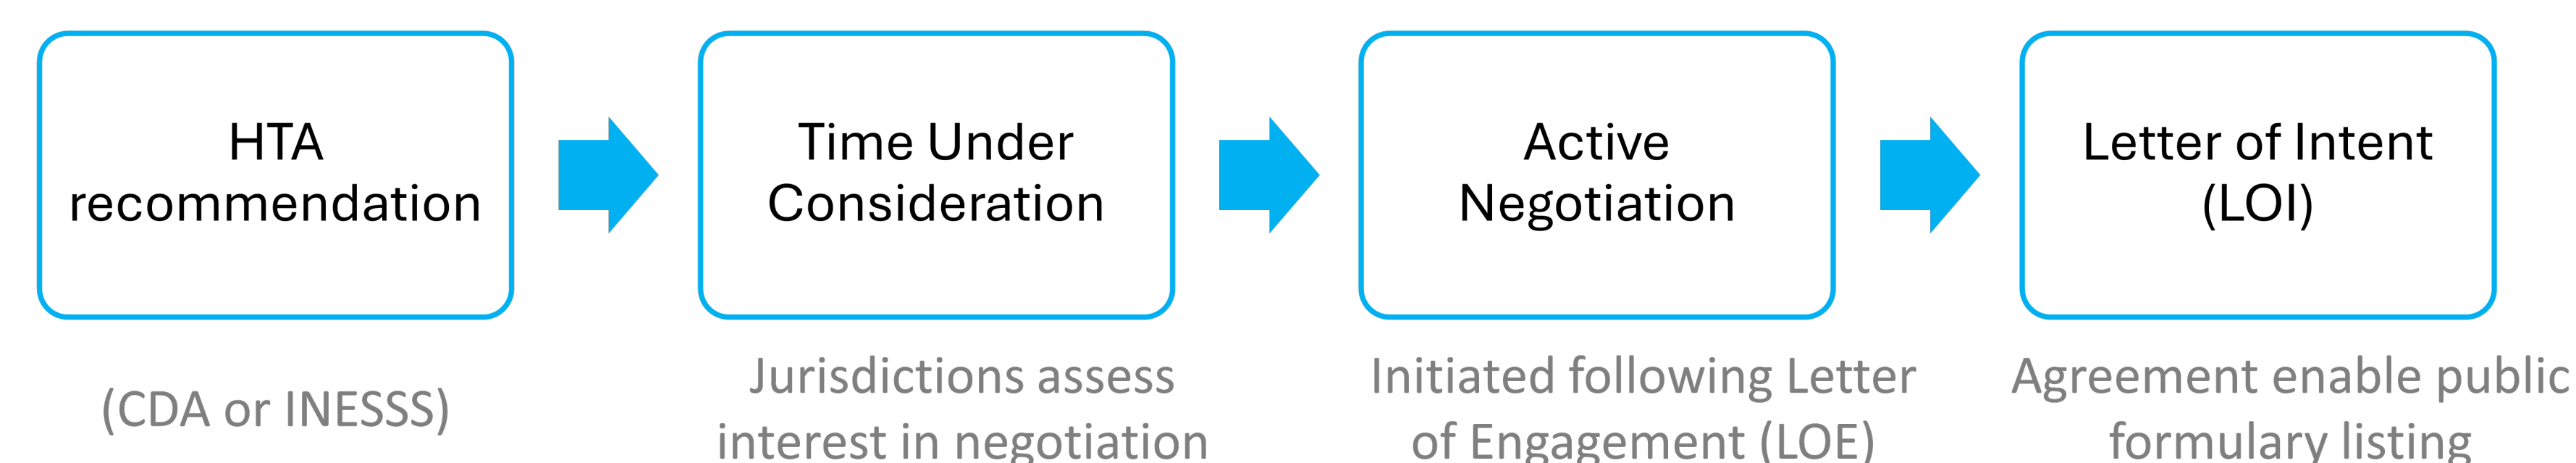 HTA
recommendation
(CDA or INESSS)
Time Under
Consideration
Jurisdictions assess
interest in negotiation
Active
Negotiation
Initiated following Letter
of Engagement (LOE)
Letter of Intent
(LOI)
Agreement enable public
formulary listing